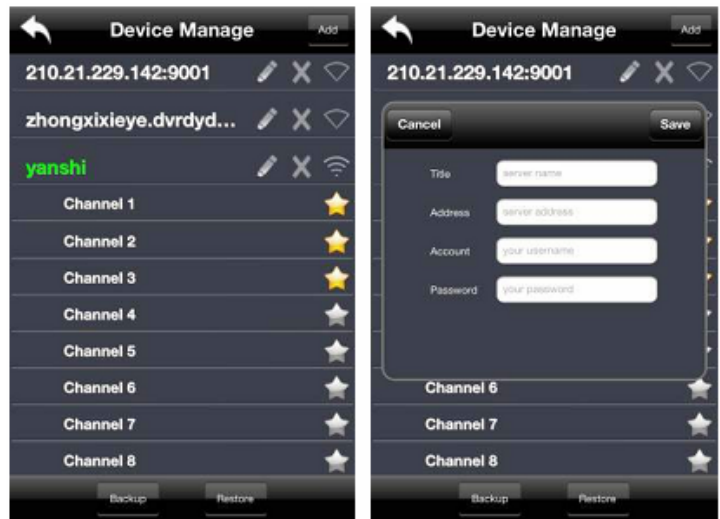 Device Manage Add
210.21.229.142:9001
zhongxixieye.dvrdyd...
yanshi
Channel 1
Channel 2
Channel 3
Channel 4
Channel 5
Channel 6
Channel 7
Channel 8
Backup Restore
Device Manage Add
210.21.229.142:9001
Cancel Save
Title server name
Address server address
Account your username
Password your password
Channel 6
Channel 7
Channel 8
Backup Restore